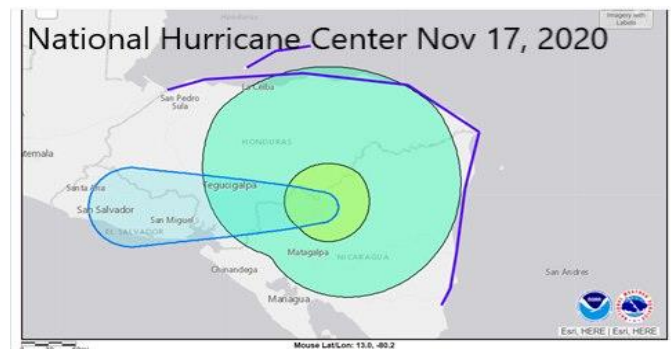 Imagery with
Labels
National Hurricane Center Nov 17, 2020
La Ceiba
San Pedro
Sula
HONDURAS
temala
Santa Ana
Tegucigalpa
San Salvador
San Miguel
EL SALVADOR
Matagalpa
NICARAGUA
Chinandega
San Andres
Managua
NOAA
Esri, HERE | Esri, HERE
Mouse Lat/Lon: 13.0, -80.2